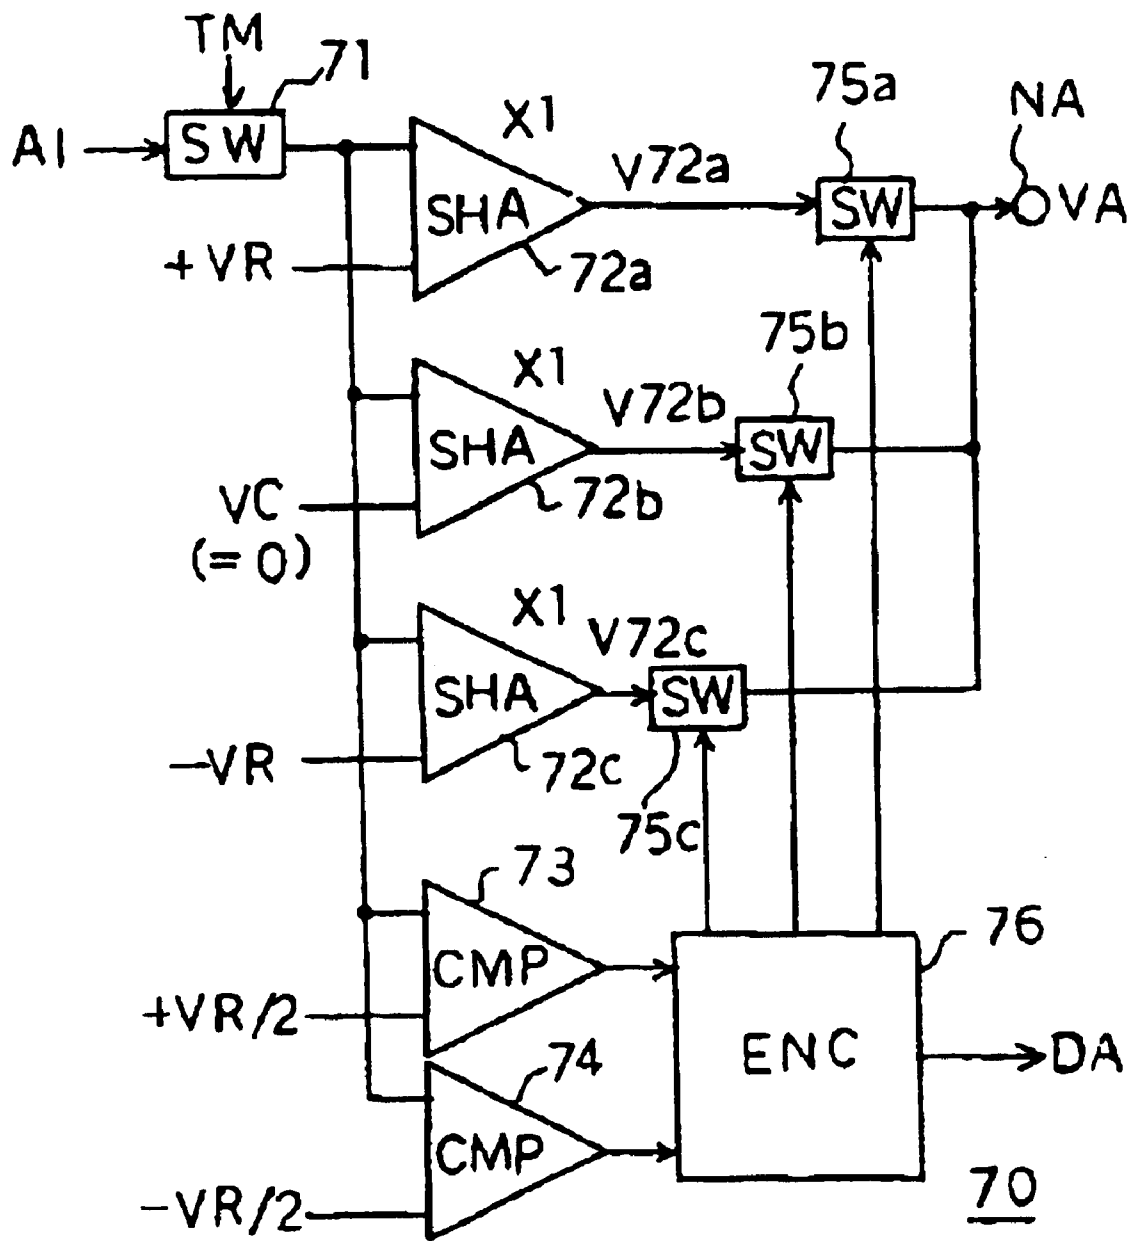 TM
71
AI
SW
X1
SHA
72a
+VR
V72a
75a
SW
NA
VA
X1
SHA
72b
VC
(=0)
V72b
75b
SW
X1
SHA
72c
-VR
V72c
SW
75c
73
CMP
+VR/2
74
CMP
-VR/2
76
ENC
DA
70